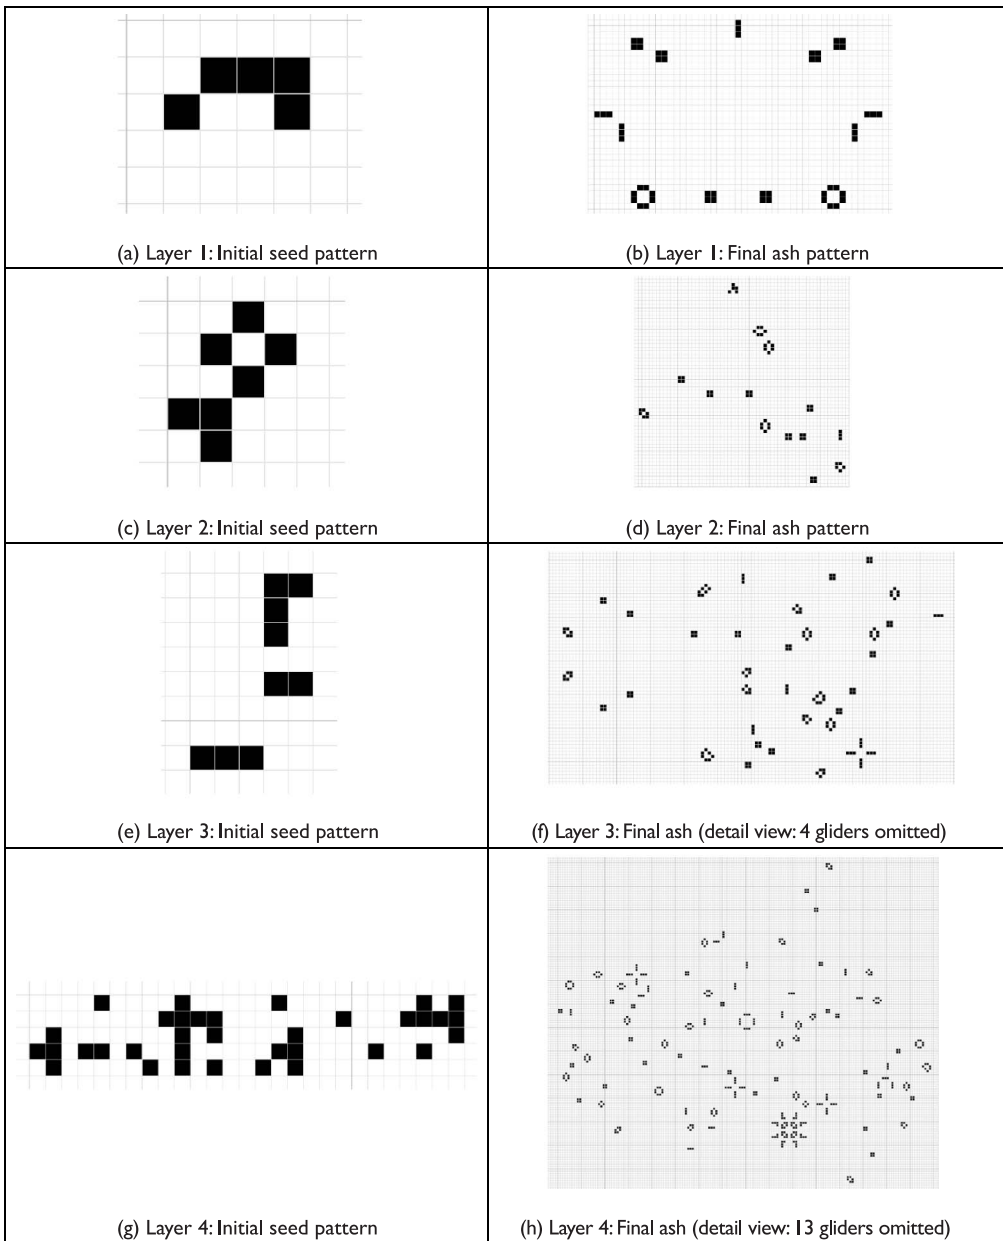 (a) Layer 1: Initial seed pattern
(b) Layer 1: Final ash pattern
(c) Layer 2: Initial seed pattern
(d) Layer 2: Final ash pattern
(e) Layer 3: Initial seed pattern
(f) Layer 3: Final ash (detail view: 4 gliders omitted)
(g) Layer 4: Initial seed pattern
(h) Layer 4: Final ash (detail view: 13 gliders omitted)